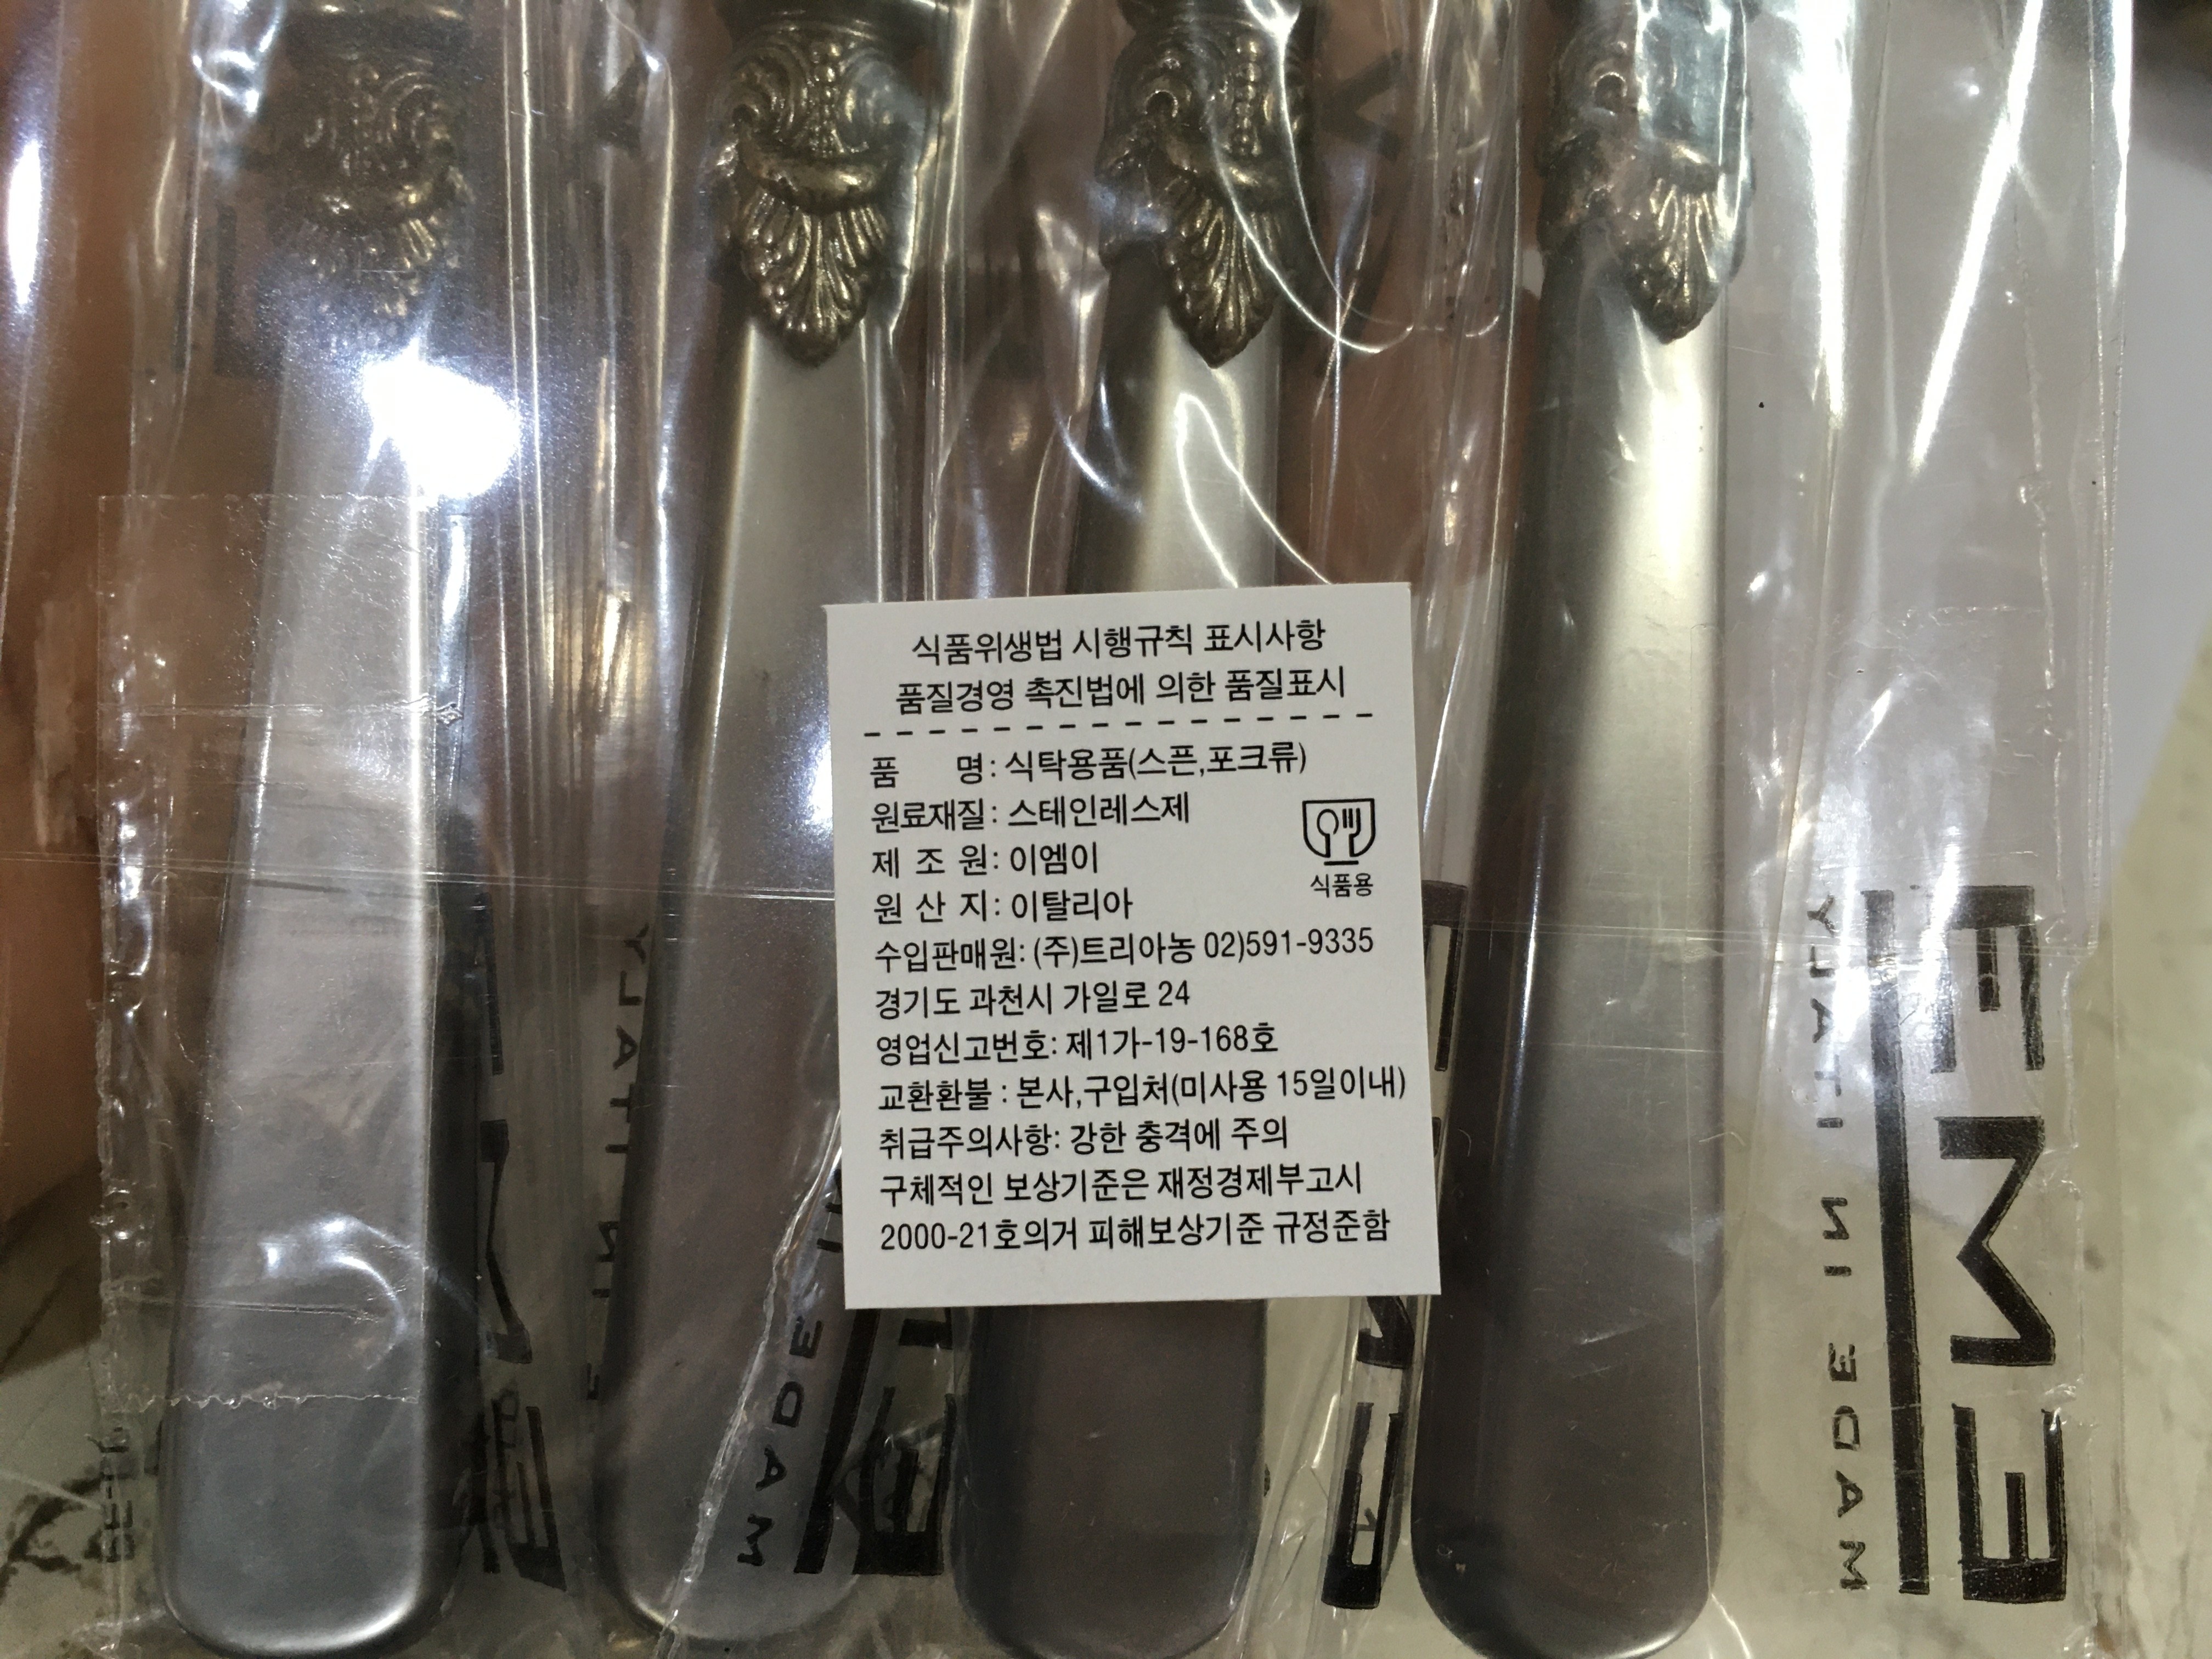 식품위생법 시행규칙 표시사항
품질경영 촉진법에 의한 품질표시
품 명: 식탁용품(스픈,포크류)
원료재질: 스테인레스제
제 조 원: 이엠이
원 산 지: 이탈리아
식품용
수입판매원: (주)트리아농 02)591-9335
경기도 과천시 가일로 24
영업신고번호: 제1가-19-168호
교환환불 : 본사,구입처(미사용 15일이내)
취급주의사항: 강한 충격에 주의
구체적인 보상기준은 재정경제부고시
2000-21호의거 피해보상기준 규정준함
EME
MADE IN ITALY
MADE IN ITALY